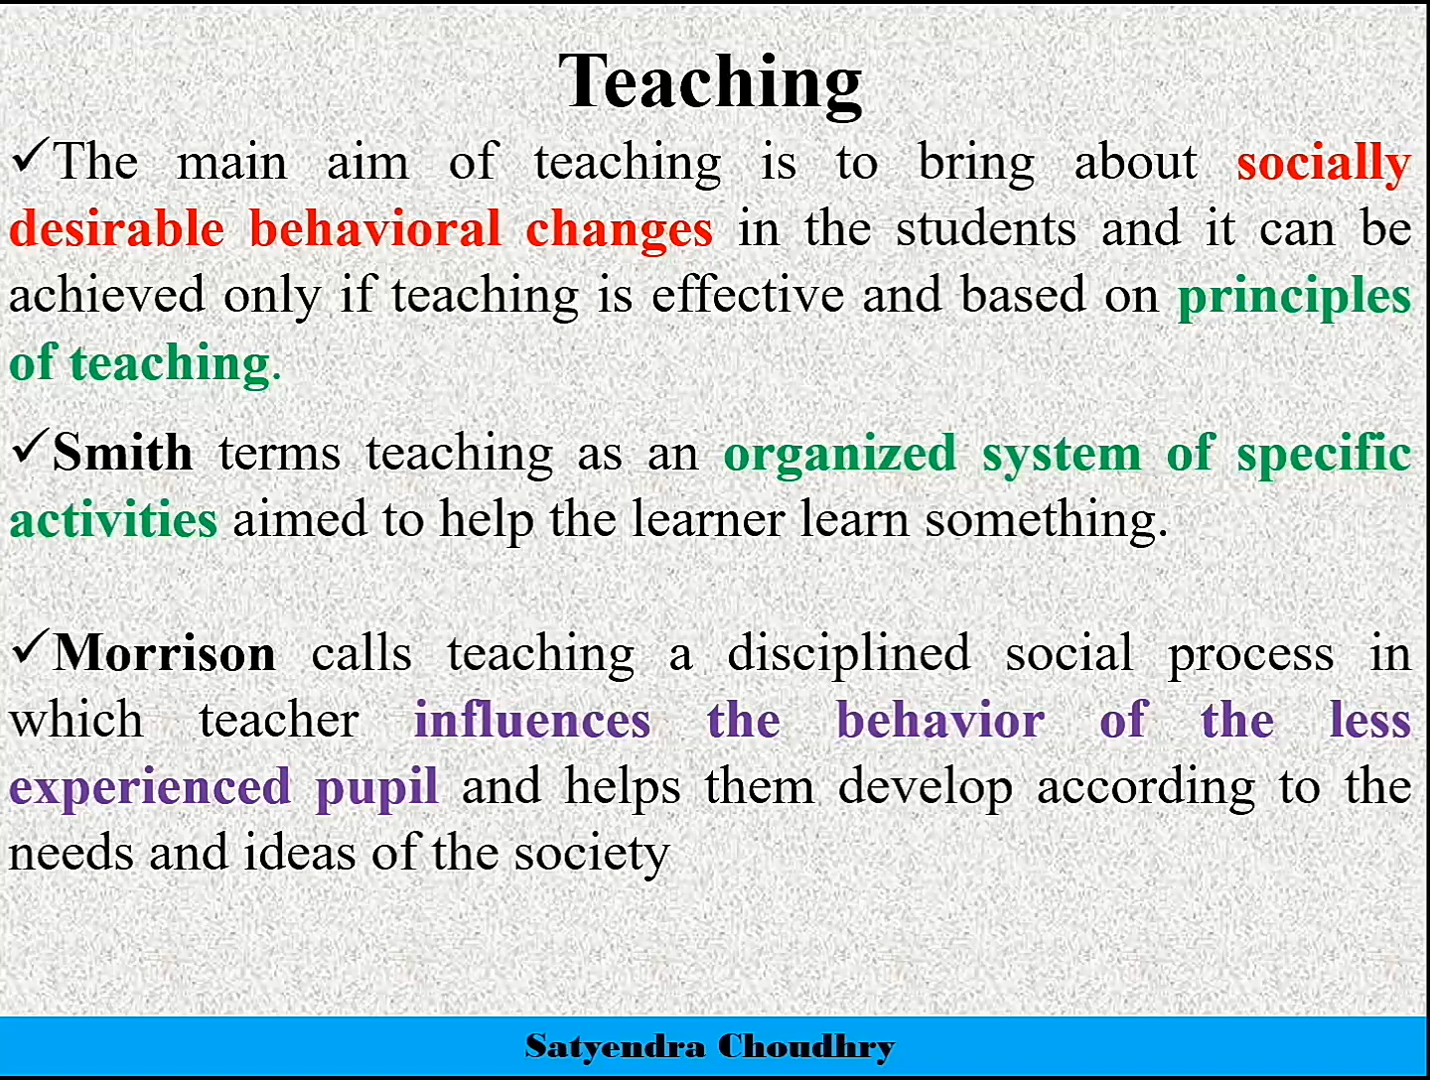 Teaching
✓The main aim of teaching is to bring about socially
desirable behavioral changes in the students and it can be
achieved only if teaching is effective and based on principles
of teaching.
✓Smith terms teaching as an organized system of specific
activities aimed to help the learner learn something.
✓Morrison calls teaching a disciplined social process in
which teacher influences the behavior of the less
experienced pupil and helps them develop according to the
needs and ideas of the society
Satyendra Choudhry